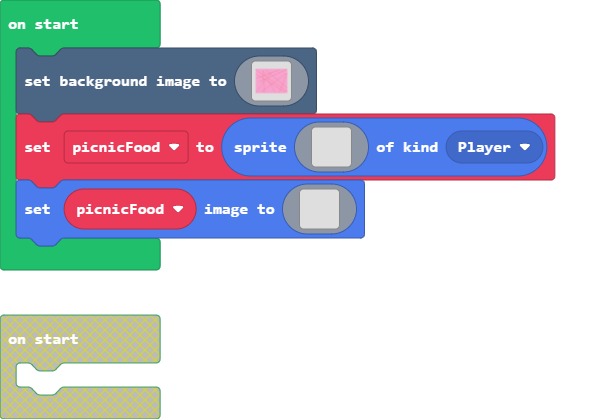 on start
set background image to
set picnicFood to sprite of kind Player
set picnicFood image to
on start